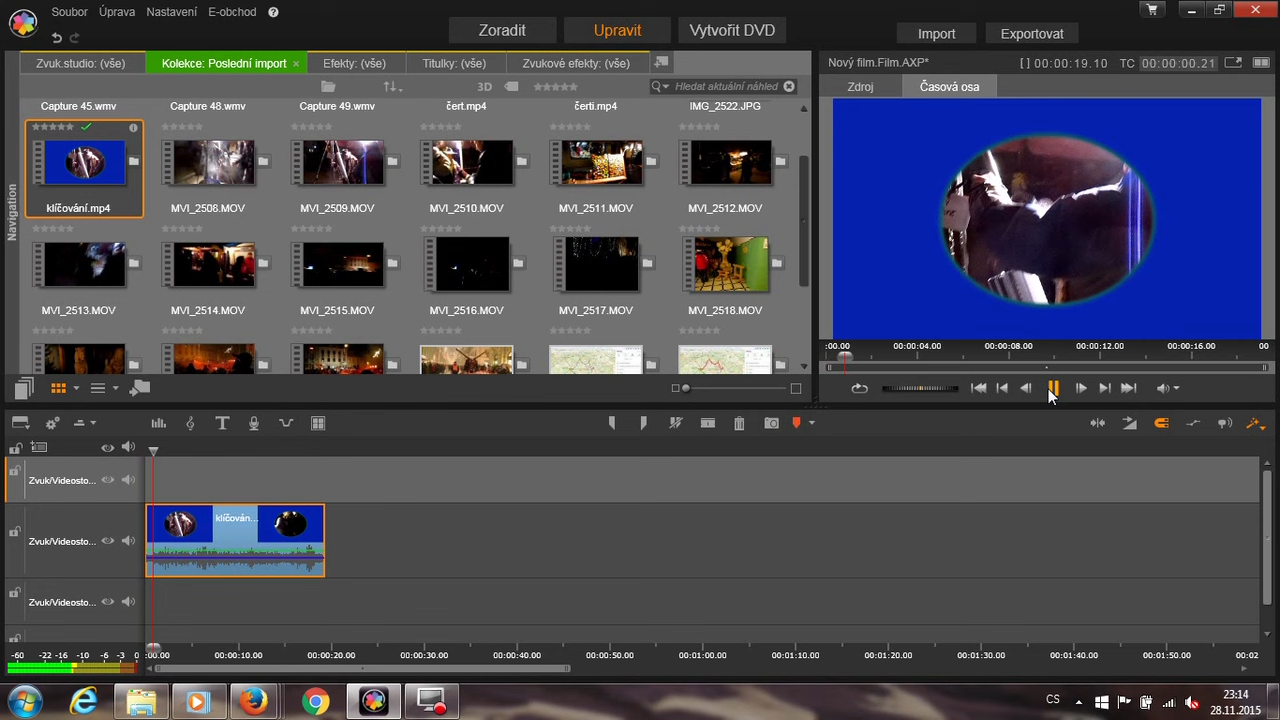 Soubor Úprava Nastavení E-obchod ?
Zoradit Upravit Vytvořit DVD
Import Exportovat
Zvuk.studio: (vše) Kolekce: Poslední import × Efekty: (vše) Titulky: (vše) Zvukové efekty: (vše)
Nový film.Film.AXP* [ ] 00:00:19.10 TC 00:00:00.21
3D Hledat aktuální náhled
Zdroj Časová osa
Capture 45.wmv Capture 48.wmv Capture 49.wmv čert.mp4 čerti.mp4 IMG_2522.JPG
Navigation
klíčování.mp4 MVI_2508.MOV MVI_2509.MOV MVI_2510.MOV MVI_2511.MOV MVI_2512.MOV
MVI_2513.MOV MVI_2514.MOV MVI_2515.MOV MVI_2516.MOV MVI_2517.MOV MVI_2518.MOV
:00.00 00:00:04.00 00:00:08.00 00:00:12.00 00:00:16.00 00
Zvuk/Videosto...
klíčován...
Zvuk/Videosto...
Zvuk/Videosto...
-60 -22 -16 -10 -6 -3 0 :00.00 00:00:10.00 00:00:20.00 00:00:30.00 00:00:40.00 00:00:50.00 00:01:00.00 00:01:10.00 00:01:20.00 00:01:30.00 00:01:40.00 00:01:50.00 00:02
CS 23:14
28.11.2015